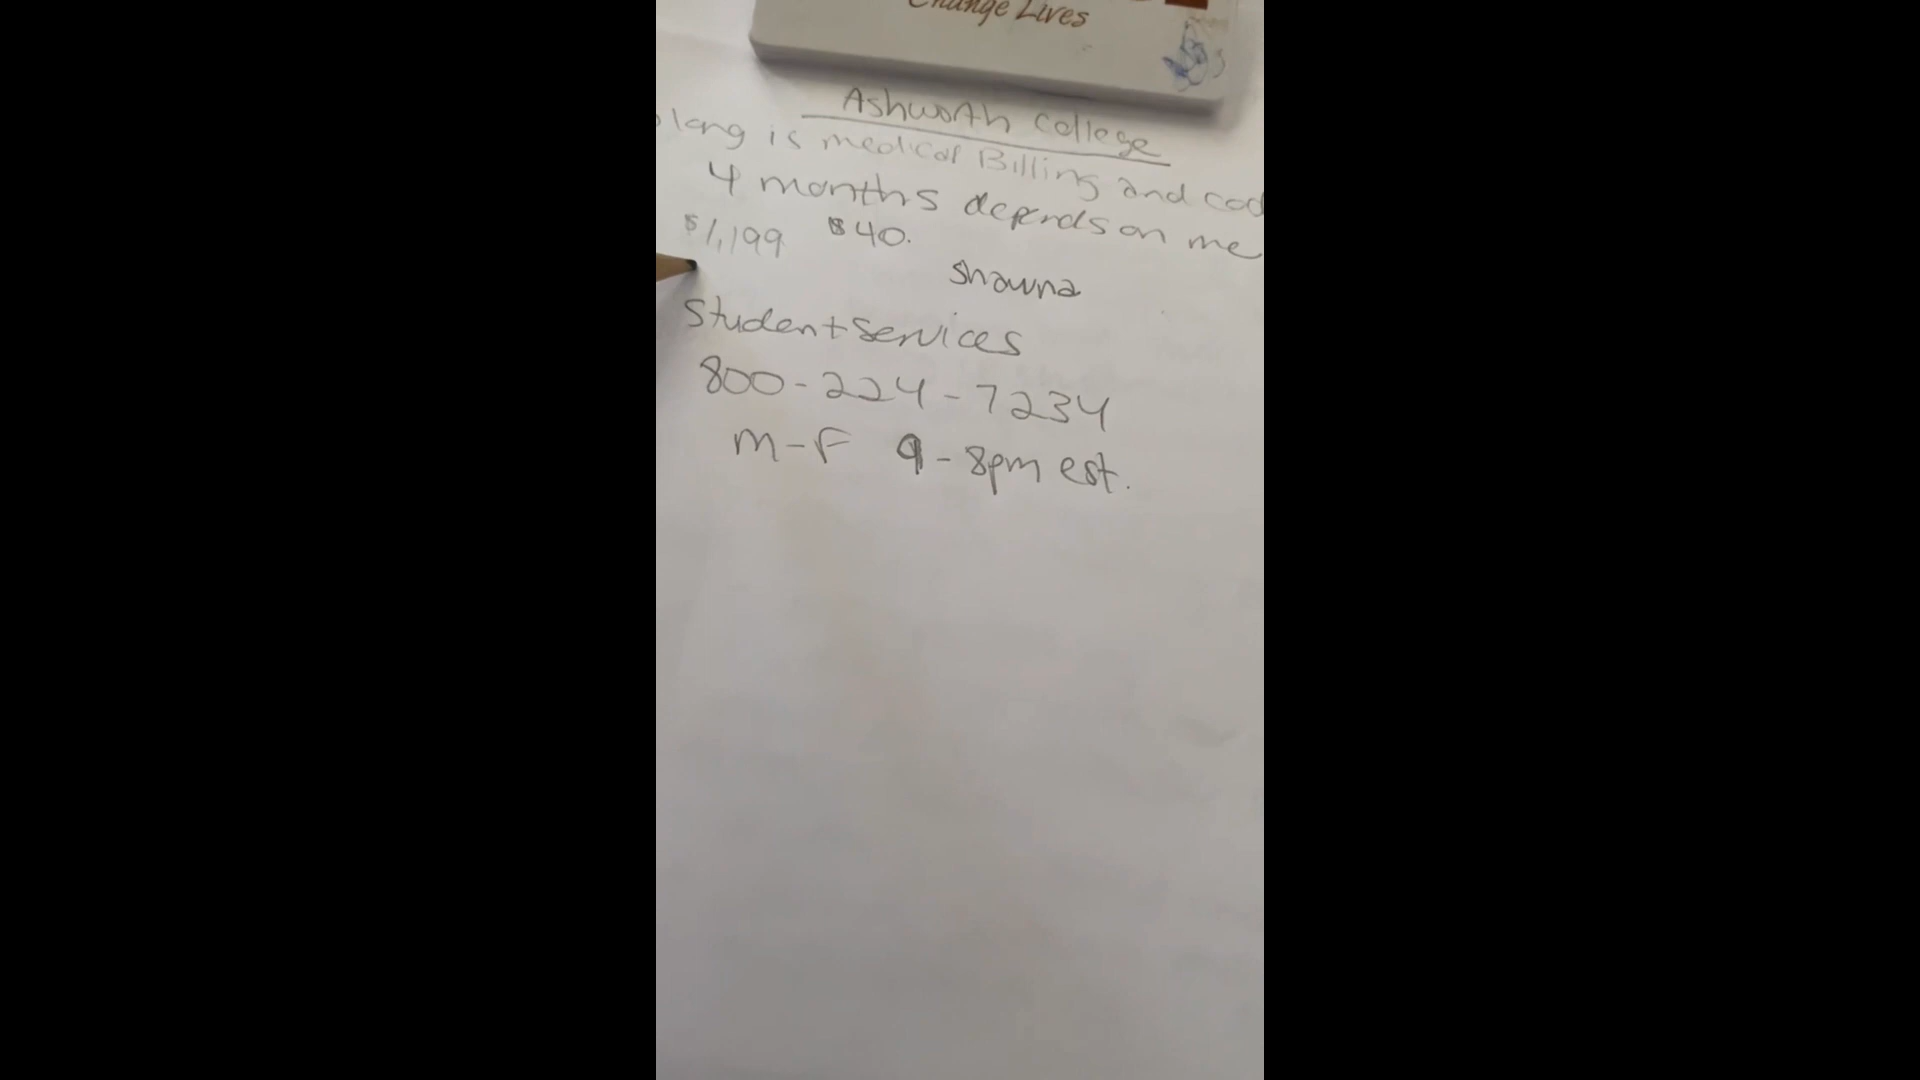 Change Lives
Ashworth College
long is medical Billing and cod
4 months depends on me
$1,199 $40.
Shawna
Student Services
800-224-7234
M-F 9-8pm est.